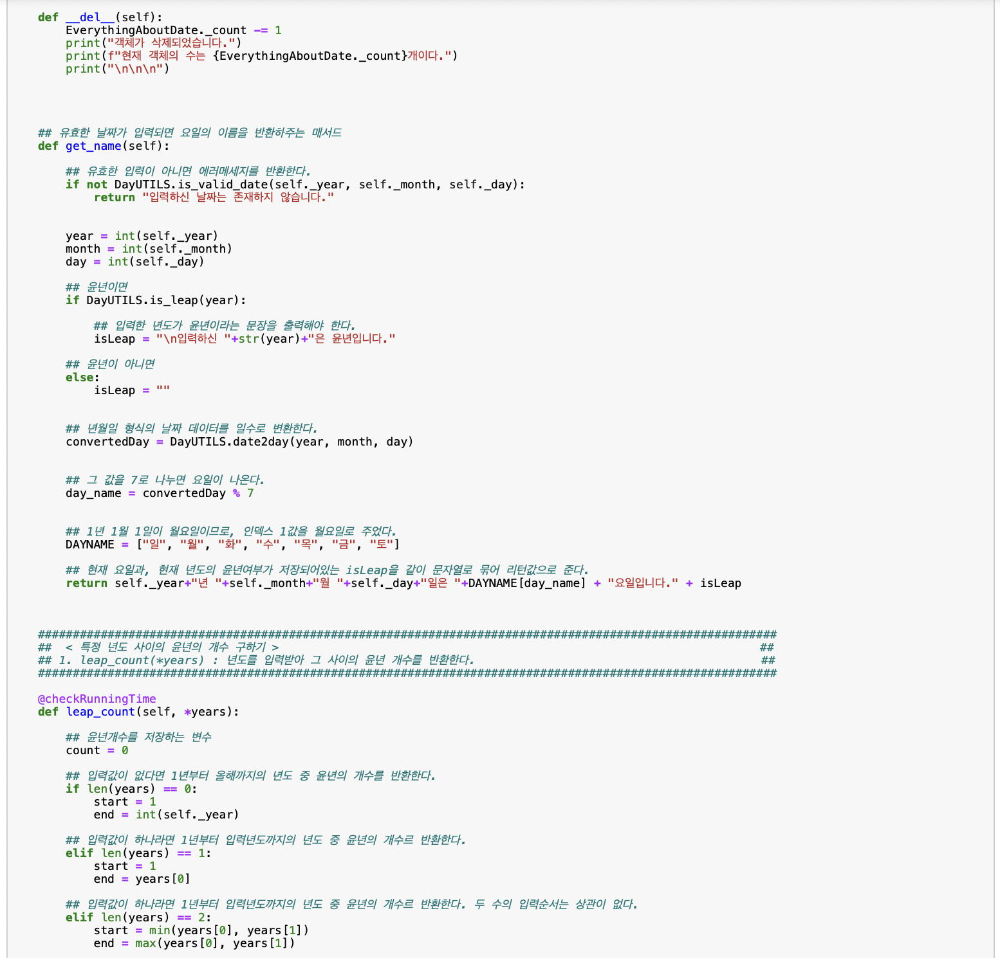 def __del__(self):
    EverythingAboutDate._count -= 1
    print("객체가 삭제되었습니다.")
    print(f"현재 객체의 수는 {EverythingAboutDate._count}개이다.")
    print("\n\n\n")
## 유효한 날짜가 입력되면 요일의 이름을 반환하주는 매서드
def get_name(self):
    ## 유효한 입력이 아니면 에러메세지를 반환한다.
    if not DayUTILS.is_valid_date(self._year, self._month, self._day):
        return "입력하신 날짜는 존재하지 않습니다."
    year = int(self._year)
    month = int(self._month)
    day = int(self._day)
    ## 윤년이면
    if DayUTILS.is_leap(year):
        ## 입력한 년도가 윤년이라는 문장을 출력해야 한다.
        isLeap = "\n입력하신 "+str(year)+"은 윤년입니다."
    ## 윤년이 아니면
    else:
        isLeap = ""
    ## 년월일 형식의 날짜 데이터를 일수로 변환한다.
    convertedDay = DayUTILS.date2day(year, month, day)
    ## 그 값을 7로 나누면 요일이 나온다.
    day_name = convertedDay % 7
    ## 1년 1월 1일이 월요일이므로, 인덱스 1값을 월요일로 주었다.
    DAYNAME = ["일", "월", "화", "수", "목", "금", "토"]
    ## 현재 요일과, 현재 년도의 윤년여부가 저장되어있는 isLeap을 같이 문자열로 묶어 리턴값으로 준다.
    return self._year+"년 "+self._month+"월 "+self._day+"일은 "+DAYNAME[day_name] + "요일입니다." + isLeap
##########################################################################################################
##  < 특정 년도 사이의 윤년의 개수 구하기 >                                                                     ##
## 1. leap_count(*years) : 년도를 입력받아 그 사이의 윤년 개수를 반환한다.                                         ##
##########################################################################################################
@checkRunningTime
def leap_count(self, *years):
    ## 윤년개수를 저장하는 변수
    count = 0
    ## 입력값이 없다면 1년부터 올해까지의 년도 중 윤년의 개수를 반환한다.
    if len(years) == 0:
        start = 1
        end = int(self._year)
    ## 입력값이 하나라면 1년부터 입력년도까지의 년도 중 윤년의 개수르 반환한다.
    elif len(years) == 1:
        start = 1
        end = years[0]
    ## 입력값이 하나라면 1년부터 입력년도까지의 년도 중 윤년의 개수르 반환한다. 두 수의 입력순서는 상관이 없다.
    elif len(years) == 2:
        start = min(years[0], years[1])
        end = max(years[0], years[1])